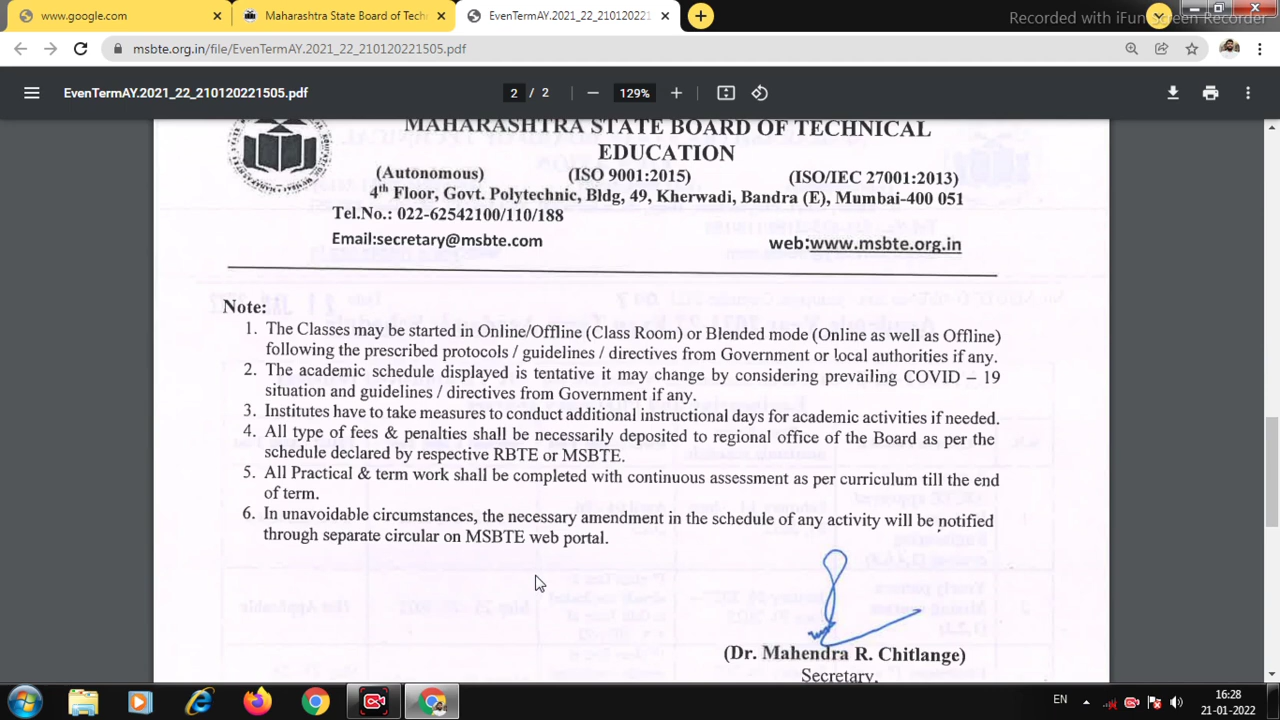 www.google.com
Maharashtra State Board of Tech
EvenTermAY.2021_22_2101202215
Recorded with iFun Screen Recorder
msbte.org.in/file/EvenTermAY.2021_22_210120221505.pdf
EvenTermAY.2021_22_210120221505.pdf
2 / 2
129%
MAHARASHTRA STATE BOARD OF TECHNICAL
EDUCATION
(Autonomous) (ISO 9001:2015) (ISO/IEC 27001:2013)
4th Floor, Govt. Polytechnic, Bldg, 49, Kherwadi, Bandra (E), Mumbai-400 051
Tel.No.: 022-62542100/110/188
Email:secretary@msbte.com web:www.msbte.org.in
Note:
1. The Classes may be started in Online/Offline (Class Room) or Blended mode (Online as well as Offline)
following the prescribed protocols / guidelines / directives from Government or local authorities if any.
2. The academic schedule displayed is tentative it may change by considering prevailing COVID – 19
situation and guidelines / directives from Government if any.
3. Institutes have to take measures to conduct additional instructional days for academic activities if needed.
4. All type of fees & penalties shall be necessarily deposited to regional office of the Board as per the
schedule declared by respective RBTE or MSBTE.
5. All Practical & term work shall be completed with continuous assessment as per curriculum till the end
of term.
6. In unavoidable circumstances, the necessary amendment in the schedule of any activity will be notified
through separate circular on MSBTE web portal.
(Dr. Mahendra R. Chitlange)
Secretary.
EN
16:28
21-01-2022